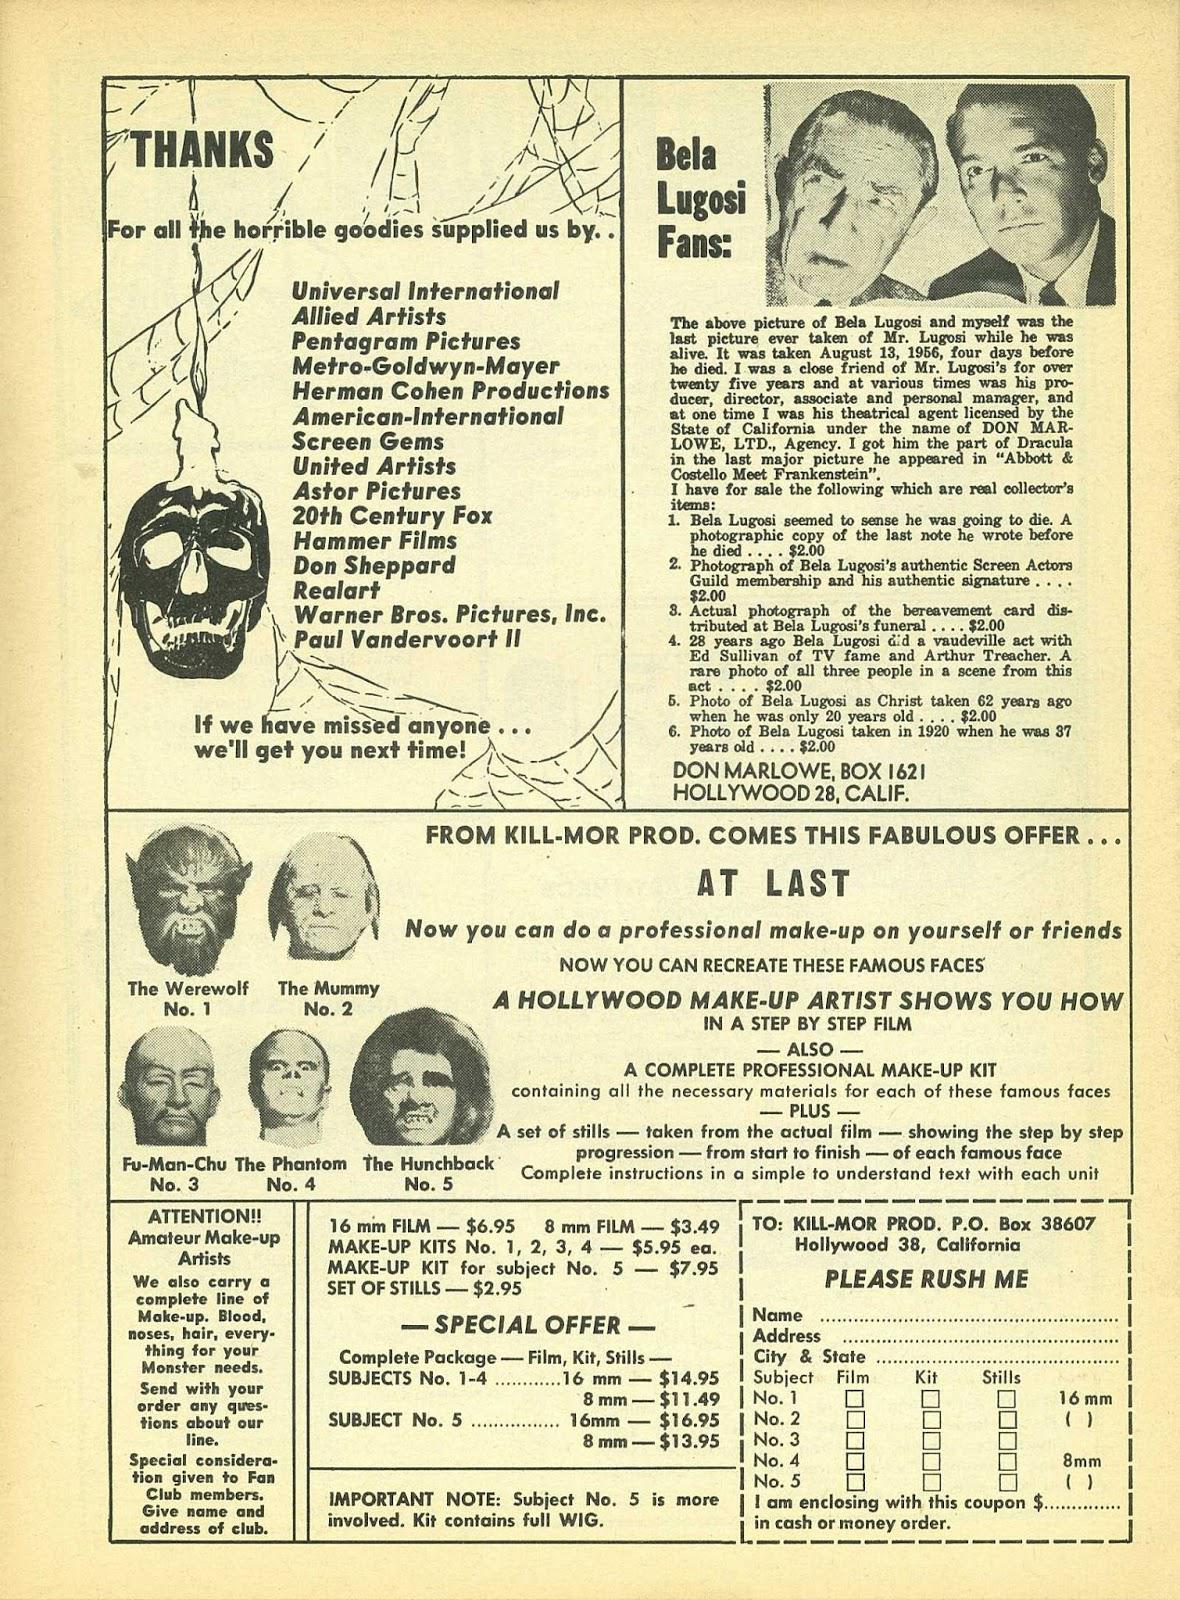 THANKS
For all the horrible goodies supplied us by. .
Universal International
Allied Artists
Pentagram Pictures
Metro-Goldwyn-Mayer
Herman Cohen Productions
American-International
Screen Gems
United Artists
Astor Pictures
20th Century Fox
Hammer Films
Don Sheppard
Realart
Warner Bros. Pictures, Inc.
Paul Vandervoort II
If we have missed anyone . . .
we'll get you next time!
Bela
Lugosi
Fans:
The above picture of Bela Lugosi and myself was the
last picture ever taken of Mr. Lugosi while he was
alive. It was taken August 13, 1956, four days before
he died. I was a close friend of Mr. Lugosi's for over
twenty five years and at various times was his pro-
ducer, director, associate and personal manager, and
at one time I was his theatrical agent licensed by the
State of California under the name of DON MAR-
LOWE, LTD., Agency. I got him the part of Dracula
in the last major picture he appeared in "Abbott &
Costello Meet Frankenstein".
I have for sale the following which are real collector's
items:
1. Bela Lugosi seemed to sense he was going to die. A
photographic copy of the last note he wrote before
he died . . . . $2.00
2. Photograph of Bela Lugosi's authentic Screen Actors
Guild membership and his authentic signature . . . .
$2.00
3. Actual photograph of the bereavement card dis-
tributed at Bela Lugosi's funeral . . . . $2.00
4. 28 years ago Bela Lugosi did a vaudeville act with
Ed Sullivan of TV fame and Arthur Treacher. A
rare photo of all three people in a scene from this
act . . . . $2.00
5. Photo of Bela Lugosi as Christ taken 62 years ago
when he was only 20 years old . . . . $2.00
6. Photo of Bela Lugosi taken in 1920 when he was 37
years old . . . . $2.00
DON MARLOWE, BOX 1621
HOLLYWOOD 28, CALIF.
FROM KILL-MOR PROD. COMES THIS FABULOUS OFFER . . .
AT LAST
Now you can do a professional make-up on yourself or friends
NOW YOU CAN RECREATE THESE FAMOUS FACES
A HOLLYWOOD MAKE-UP ARTIST SHOWS YOU HOW
IN A STEP BY STEP FILM
— ALSO —
A COMPLETE PROFESSIONAL MAKE-UP KIT
containing all the necessary materials for each of these famous faces
— PLUS —
A set of stills — taken from the actual film — showing the step by step
progression — from start to finish — of each famous face
Complete instructions in a simple to understand text with each unit
The Werewolf
No. 1
The Mummy
No. 2
Fu-Man-Chu
No. 3
The Phantom
No. 4
The Hunchback
No. 5
ATTENTION!!
Amateur Make-up
Artists
We also carry a
complete line of
Make-up. Blood,
noses, hair, every-
thing for your
Monster needs.
Send with your
order any ques-
tions about our
line.
Special considera-
tion given to Fan
Club members.
Give name and
address of club.
16 mm FILM — $6.95 8 mm FILM — $3.49
MAKE-UP KITS No. 1, 2, 3, 4 — $5.95 ea.
MAKE-UP KIT for subject No. 5 — $7.95
SET OF STILLS — $2.95
— SPECIAL OFFER —
Complete Package — Film, Kit, Stills —
SUBJECTS No. 1-4 ...........16 mm — $14.95
8 mm — $11.49
SUBJECT No. 5 ............... 16mm — $16.95
8 mm — $13.95
IMPORTANT NOTE: Subject No. 5 is more
involved. Kit contains full WIG.
TO: KILL-MOR PROD. P.O. Box 38607
Hollywood 38, California
PLEASE RUSH ME
Name ..................................................
Address ..............................................
City & State ........................................
Subject Film Kit Stills
No. 1 ☐ ☐ ☐ 16 mm
No. 2 ☐ ☐ ☐ ( )
No. 3 ☐ ☐ ☐
No. 4 ☐ ☐ ☐ 8mm
No. 5 ☐ ☐ ☐ ( )
I am enclosing with this coupon $..............
in cash or money order.